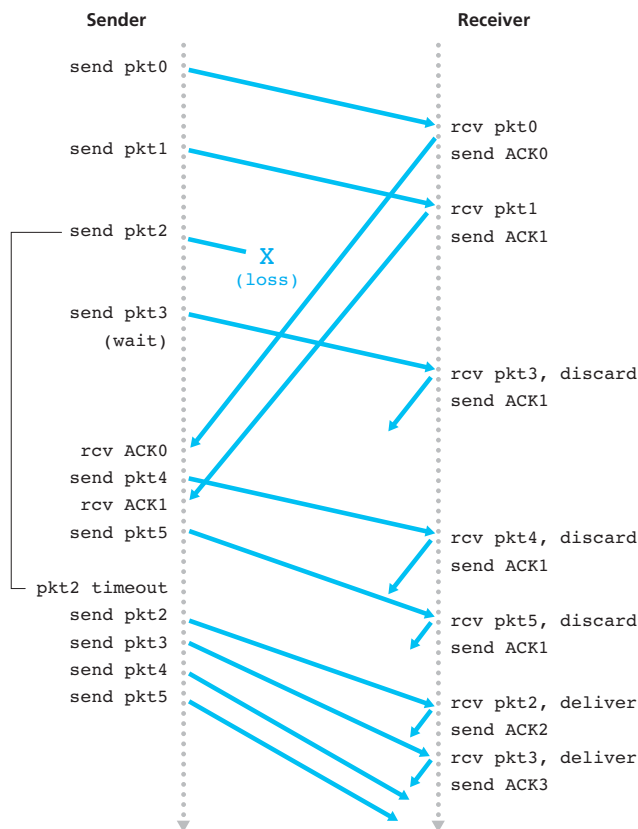 Sender
Receiver
send pkt0
rcv pkt0
send ACK0
send pkt1
rcv pkt1
send ACK1
send pkt2
X
(loss)
send pkt3
(wait)
rcv pkt3, discard
send ACK1
rcv ACK0
send pkt4
rcv ACK1
send pkt5
rcv pkt4, discard
send ACK1
pkt2 timeout
send pkt2
send pkt3
send pkt4
send pkt5
rcv pkt5, discard
send ACK1
rcv pkt2, deliver
send ACK2
rcv pkt3, deliver
send ACK3